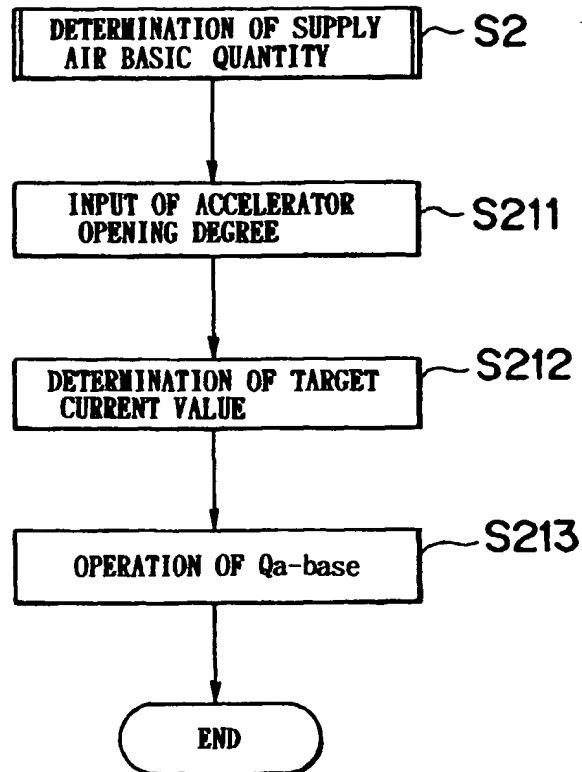 DETERMINATION OF SUPPLY
AIR BASIC QUANTITY
S2
INPUT OF ACCELERATOR
OPENING DEGREE
S211
DETERMINATION OF TARGET
CURRENT VALUE
S212
OPERATION OF Qa-base
S213
END